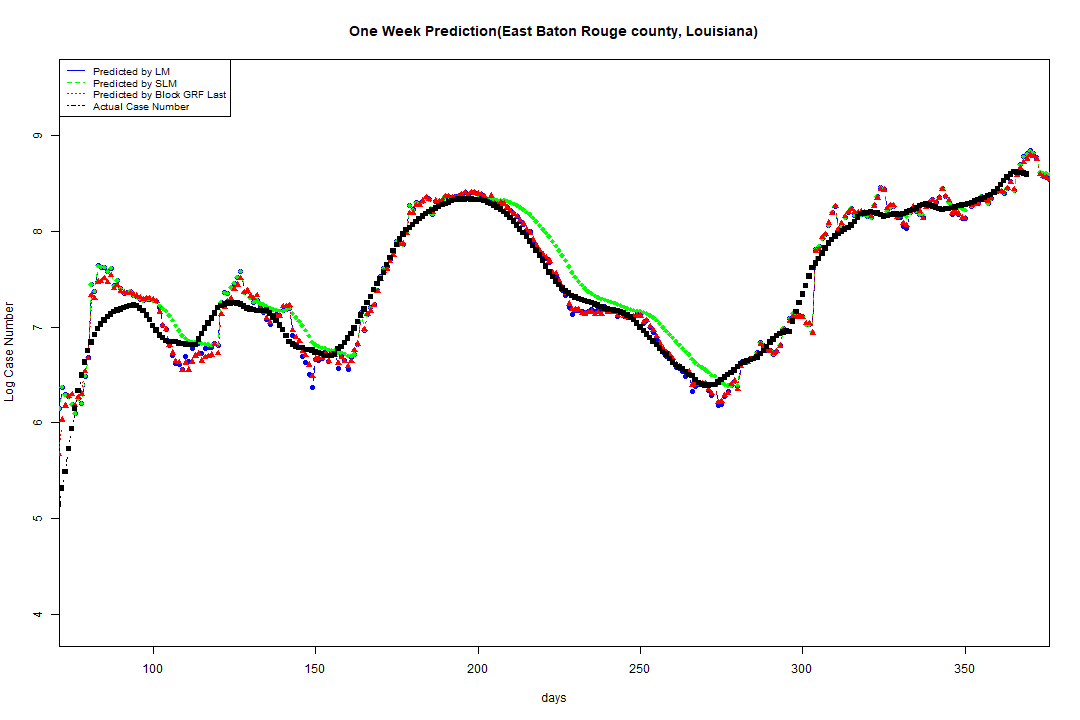 One Week Prediction(East Baton Rouge county, Louisiana)
Predicted by LM
Predicted by SLM
Predicted by Block GRF Last
Actual Case Number
Log Case Number
9
8
7
6
5
4
100 150 200 250 300 350
days